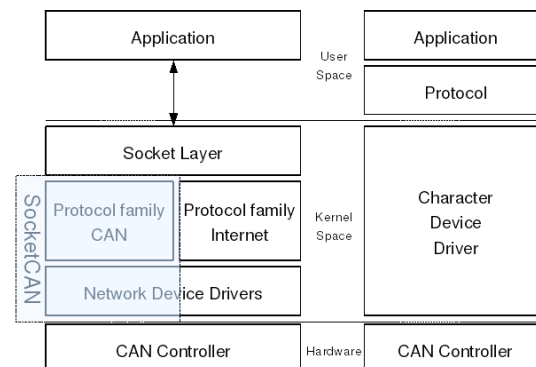 Application
Application
User
Space
Protocol
Socket Layer
SocketCAN
Protocol family
CAN
Protocol family
Internet
Kernel
Space
Character
Device
Driver
Network Device Drivers
CAN Controller
Hardware
CAN Controller